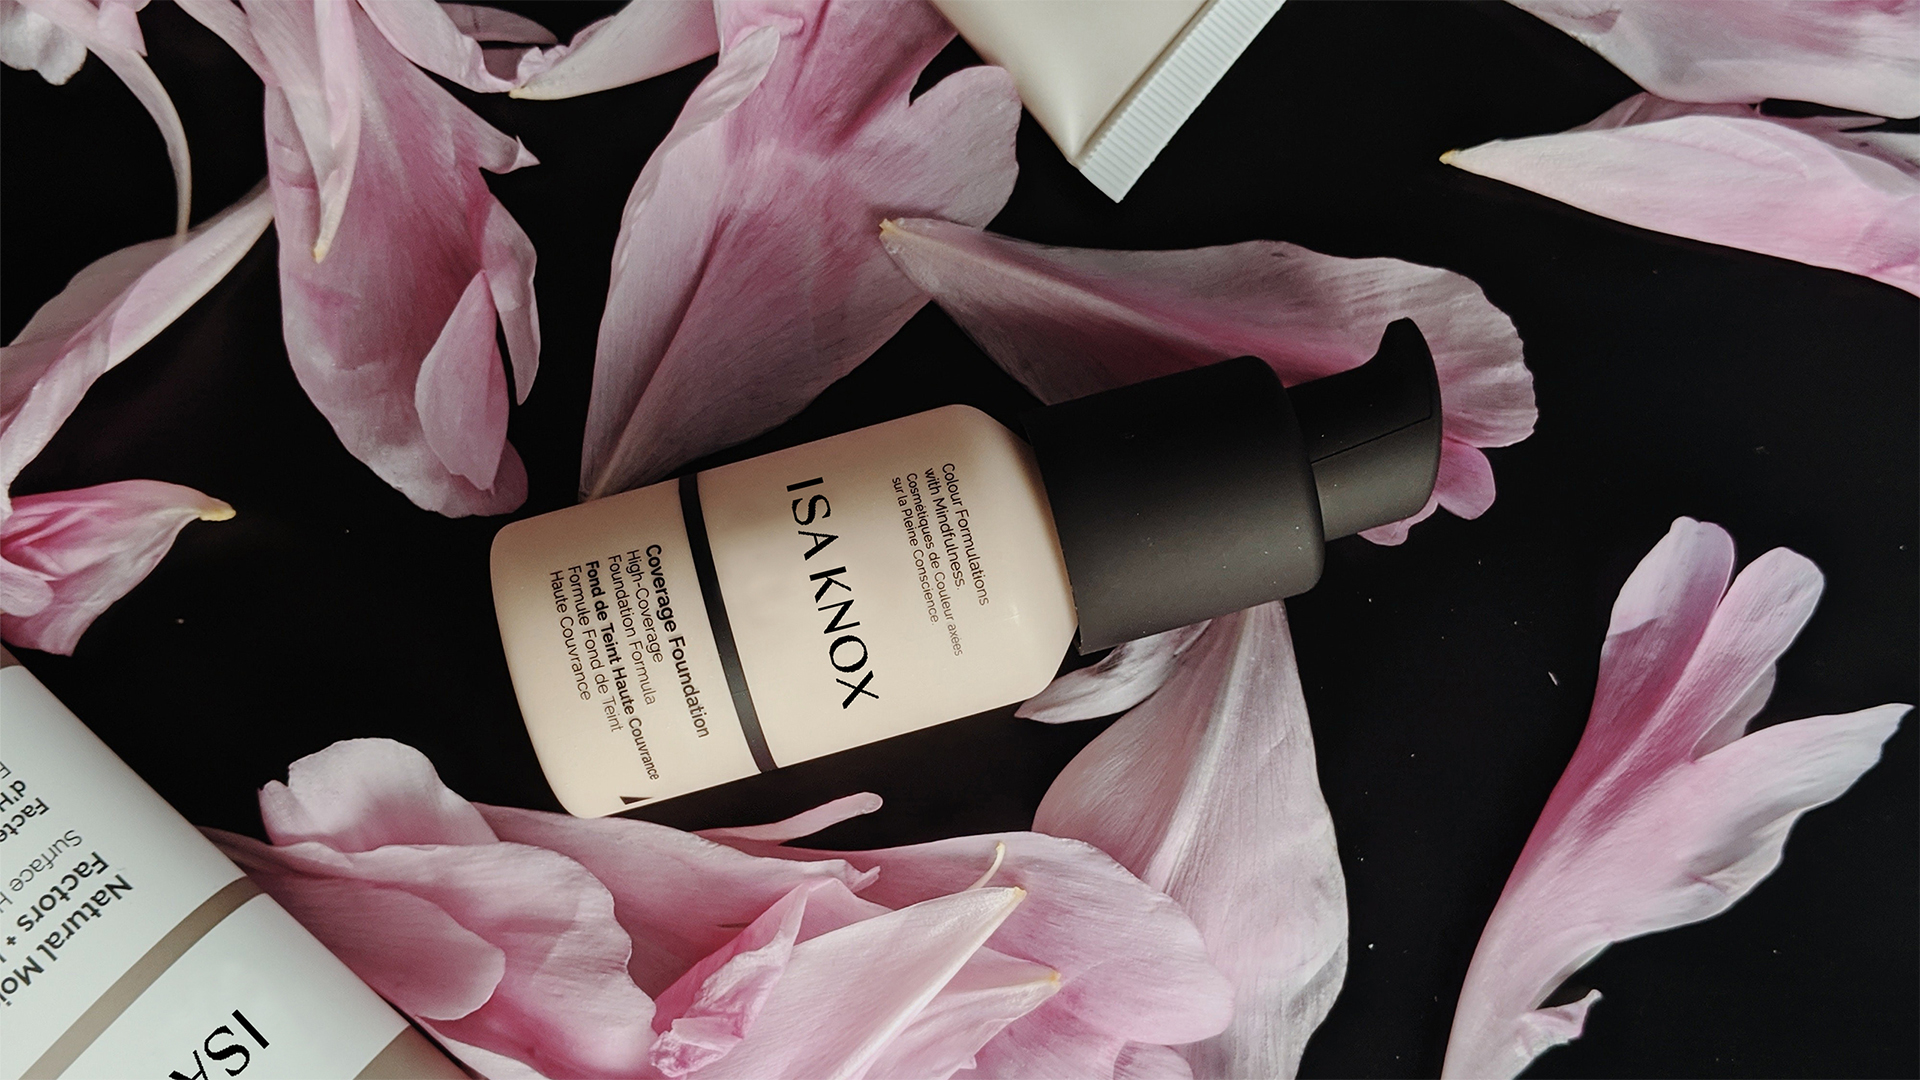 Colour Formulations
with Mindfulness.
Cosmétiques de Couleur axées
sur la Pleine Conscience.
ISA KNOX
Coverage Foundation
High-Coverage
Foundation Formula
Fond de Teint Haute Couvrance
Formule Fond de Teint
Haute Couvrance
ISA
Natural
Factors +
Surface